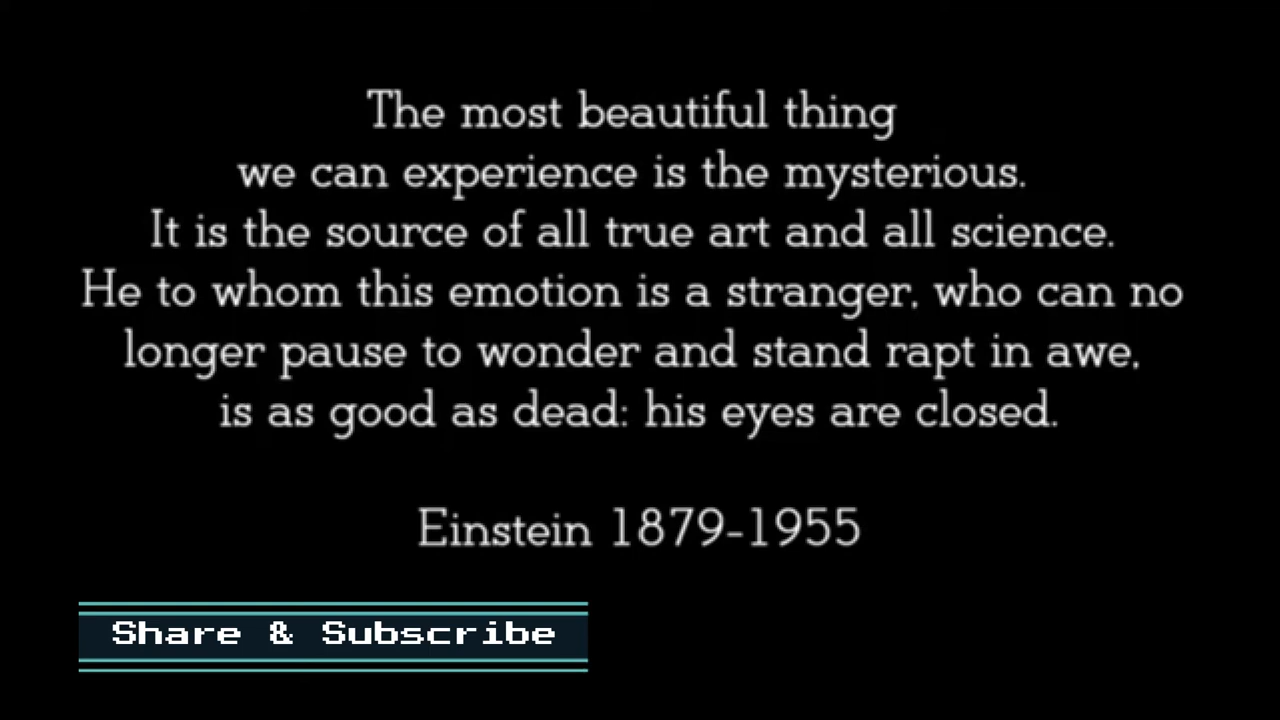 The most beautiful thing
we can experience is the mysterious.
It is the source of all true art and all science.
He to whom this emotion is a stranger, who can no
longer pause to wonder and stand rapt in awe,
is as good as dead: his eyes are closed.
Einstein 1879-1955
Share & Subscribe